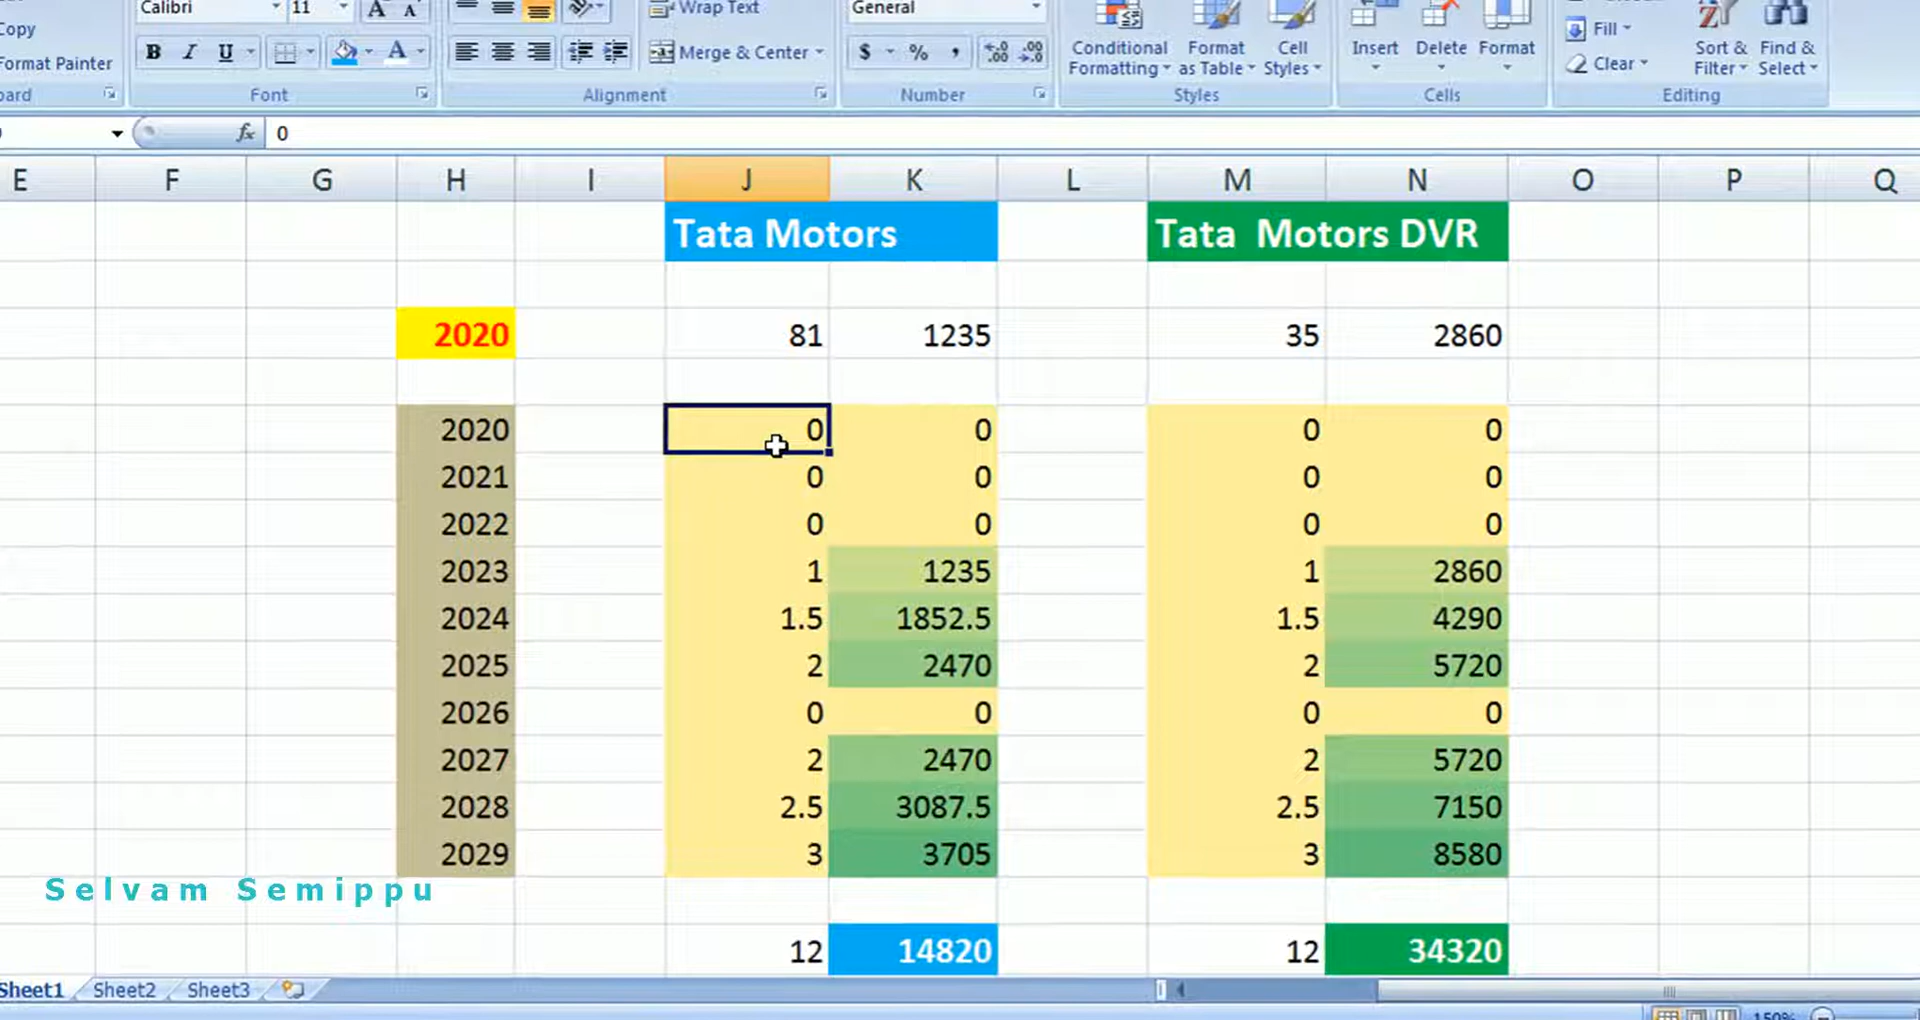 Calibri 11 A A Wrap Text General
Copy
Format Painter B I U A Merge & Center $ % , .00 .00 Conditional Formatting Format as Table Cell Styles Insert Delete Format Fill Clear Sort & Filter Find & Select
Font Alignment Number Styles Cells Editing
fx 0
E F G H I J K L M N O P Q
Tata Motors Tata Motors DVR
2020 81 1235 35 2860
2020 0 0 0 0
2021 0 0 0 0
2022 0 0 0 0
2023 1 1235 1 2860
2024 1.5 1852.5 1.5 4290
2025 2 2470 2 5720
2026 0 0 0 0
2027 2 2470 2 5720
2028 2.5 3087.5 2.5 7150
2029 3 3705 3 8580
Selvam Semippu
12 14820 12 34320
Sheet1 Sheet2 Sheet3
150%